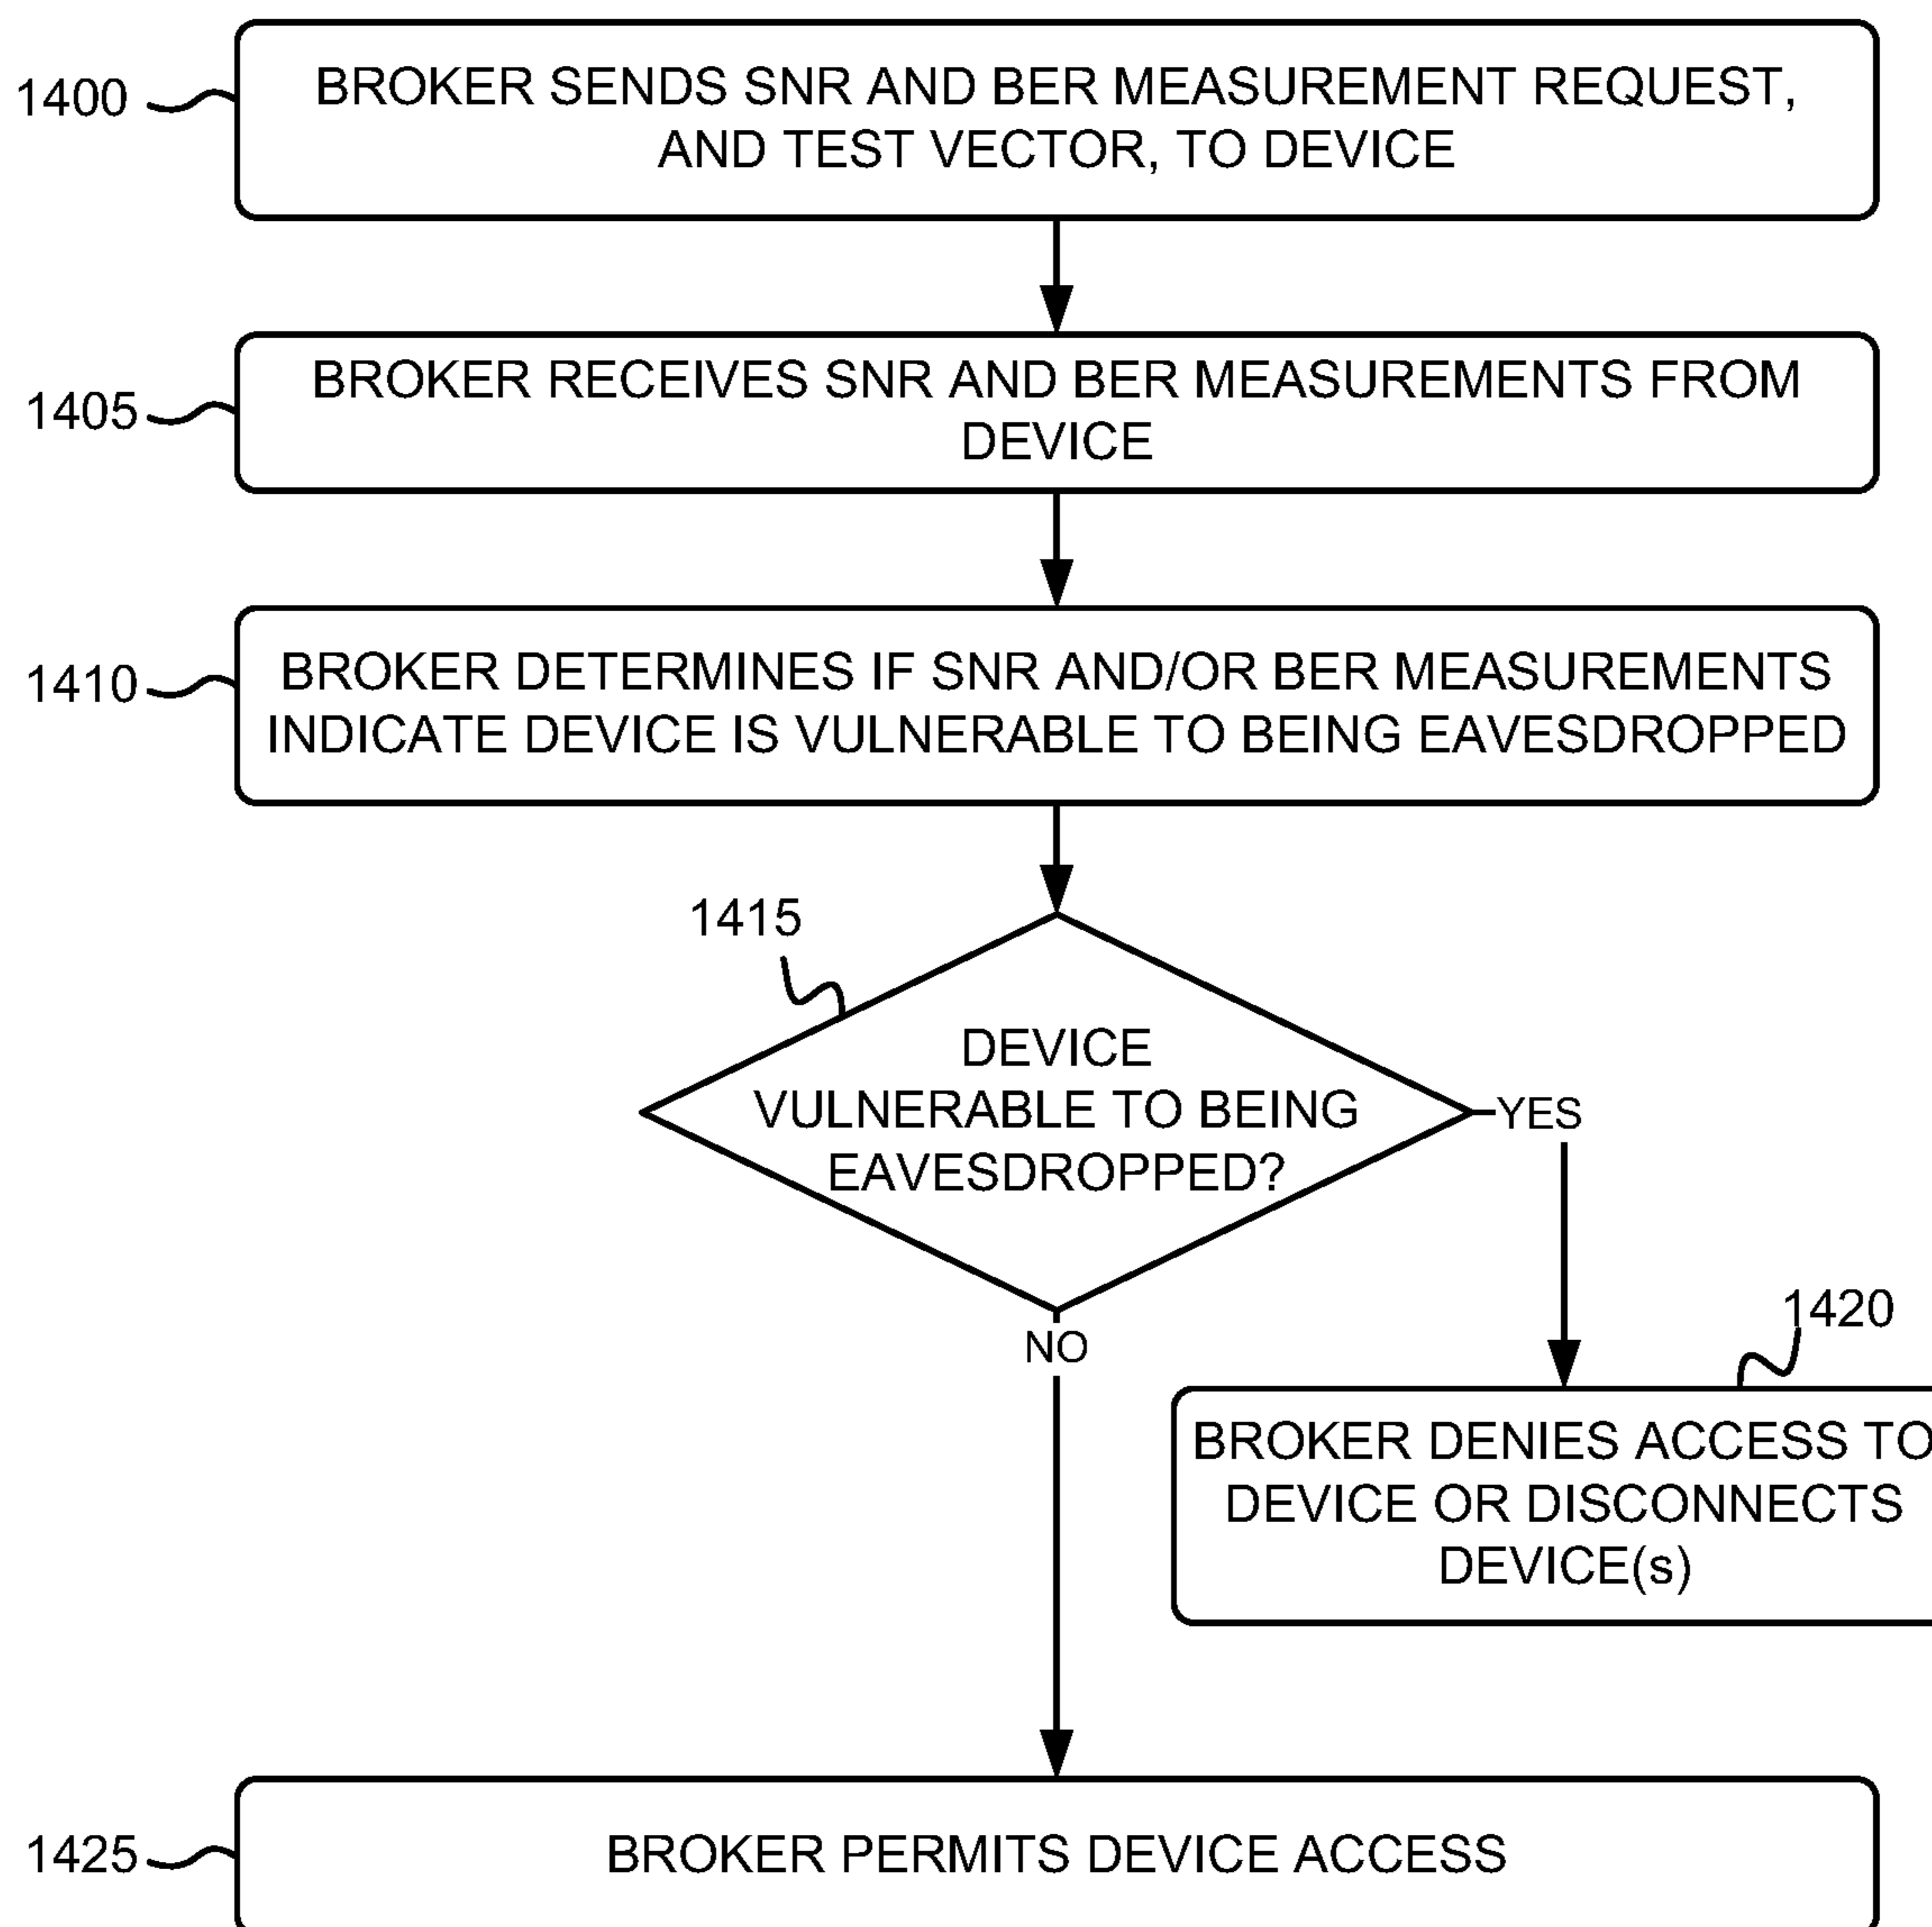 1400
BROKER SENDS SNR AND BER MEASUREMENT REQUEST,
AND TEST VECTOR, TO DEVICE
1405
BROKER RECEIVES SNR AND BER MEASUREMENTS FROM
DEVICE
1410
BROKER DETERMINES IF SNR AND/OR BER MEASUREMENTS
INDICATE DEVICE IS VULNERABLE TO BEING EAVESDROPPED
1415
DEVICE
VULNERABLE TO BEING
EAVESDROPPED?
YES
NO
1420
BROKER DENIES ACCESS TO
DEVICE OR DISCONNECTS
DEVICE(s)
1425
BROKER PERMITS DEVICE ACCESS